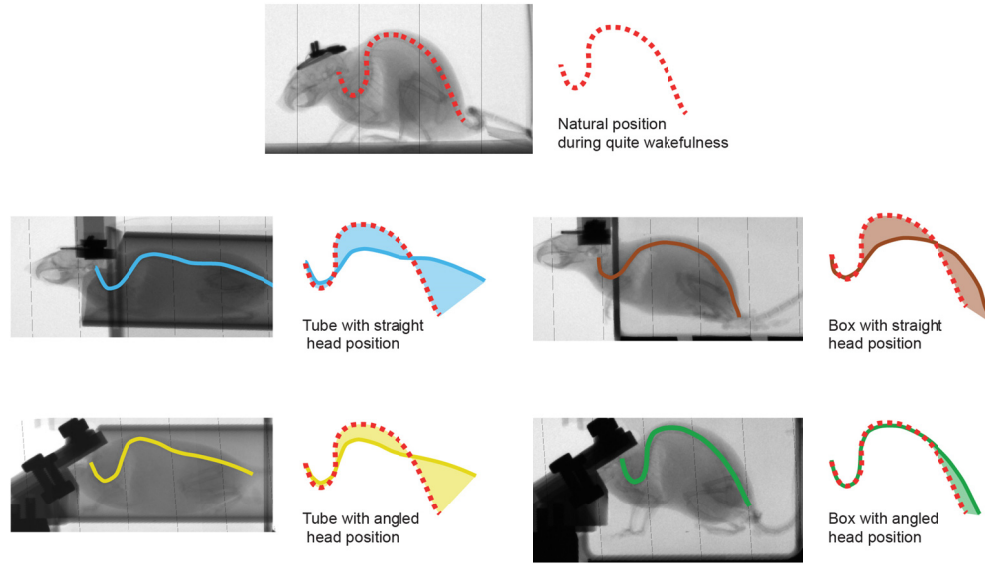 Natural position
during quite wakefulness
Tube with straight
head position
Box with straight
head position
Tube with angled
head position
Box with angled
head position